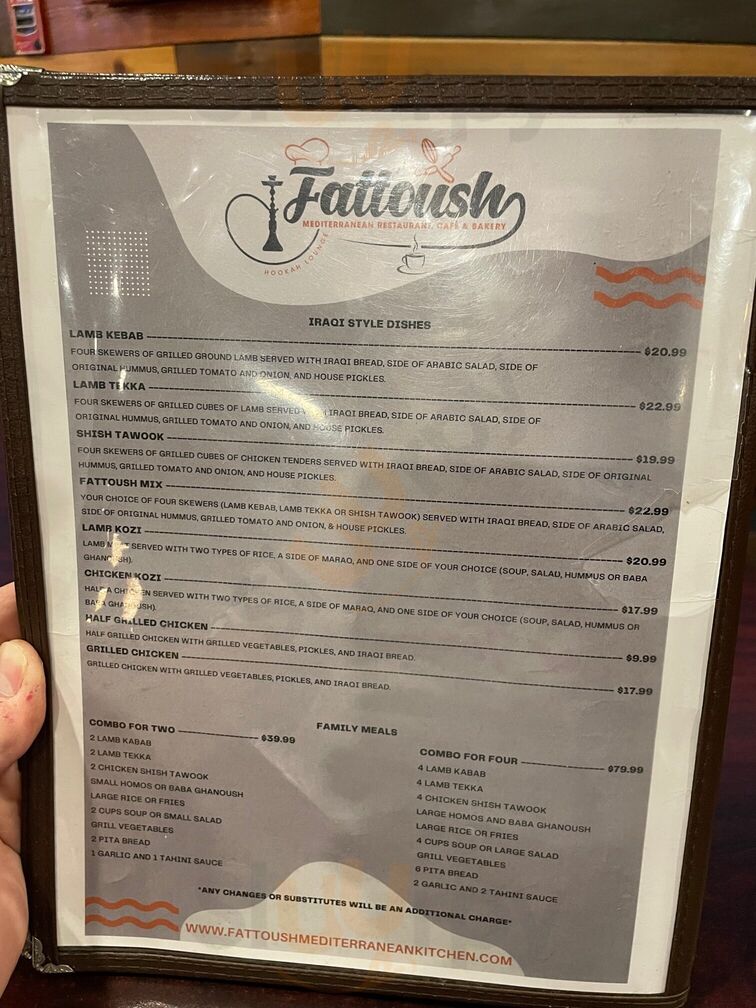 Fattoush
MEDITERRANEAN RESTAURANT, CAFE & BAKERY
HOOKAH LOUNGE
IRAQI STYLE DISHES
LAMB KEBAB $20.99
FOUR SKEWERS OF GRILLED GROUND LAMB SERVED WITH IRAQI BREAD, SIDE OF ARABIC SALAD, SIDE OF
ORIGINAL HUMMUS, GRILLED TOMATO AND ONION, AND HOUSE PICKLES.
LAMB TEKKA $22.99
FOUR SKEWERS OF GRILLED CUBES OF LAMB SERVED IRAQI BREAD, SIDE OF ARABIC SALAD, SIDE OF
ORIGINAL HUMMUS, GRILLED TOMATO AND ONION, AND HOUSE PICKLES.
SHISH TAWOOK $19.99
FOUR SKEWERS OF GRILLED CUBES OF CHICKEN TENDERS SERVED WITH IRAQI BREAD, SIDE OF ARABIC SALAD, SIDE OF ORIGINAL
HUMMUS, GRILLED TOMATO AND ONION, AND HOUSE PICKLES.
FATTOUSH MIX $22.99
YOUR CHOICE OF FOUR SKEWERS (LAMB KEBAB, LAMB TEKKA OR SHISH TAWOOK) SERVED WITH IRAQI BREAD, SIDE OF ARABIC SALAD,
SIDE OF ORIGINAL HUMMUS, GRILLED TOMATO AND ONION, & HOUSE PICKLES.
LAMB KOZI $20.99
LAMB SERVED WITH TWO TYPES OF RICE, A SIDE OF MARAQ, AND ONE SIDE OF YOUR CHOICE (SOUP, SALAD, HUMMUS OR BABA
GHANOUSH).
CHICKEN KOZI $17.99
HALF A CHICKEN SERVED WITH TWO TYPES OF RICE, A SIDE OF MARAQ, AND ONE SIDE OF YOUR CHOICE (SOUP, SALAD, HUMMUS OR
BABA GHANOUSH).
HALF GRILLED CHICKEN $9.99
HALF GRILLED CHICKEN WITH GRILLED VEGETABLES, PICKLES, AND IRAQI BREAD.
GRILLED CHICKEN $17.99
GRILLED CHICKEN WITH GRILLED VEGETABLES, PICKLES, AND IRAQI BREAD.
FAMILY MEALS
COMBO FOR TWO $39.99
2 LAMB KABAB
2 LAMB TEKKA
2 CHICKEN SHISH TAWOOK
SMALL HOMOS OR BABA GHANOUSH
LARGE RICE OR FRIES
2 CUPS SOUP OR SMALL SALAD
GRILL VEGETABLES
2 PITA BREAD
1 GARLIC AND 1 TAHINI SAUCE
COMBO FOR FOUR $79.99
4 LAMB KABAB
4 LAMB TEKKA
4 CHICKEN SHISH TAWOOK
LARGE HOMOS AND BABA GHANOUSH
LARGE RICE OR FRIES
4 CUPS SOUP OR LARGE SALAD
GRILL VEGETABLES
6 PITA BREAD
2 GARLIC AND 2 TAHINI SAUCE
*ANY CHANGES OR SUBSTITUTES WILL BE AN ADDITIONAL CHARGE*
WWW.FATTOUSHMEDITERRANEANKITCHEN.COM